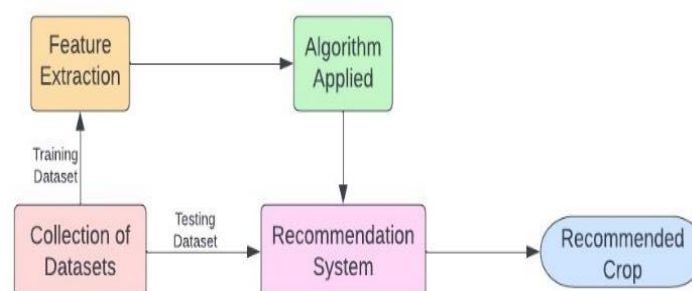 Feature
Extraction
Algorithm
Applied
Training
Dataset
Collection of
Datasets
Testing
Dataset
Recommendation
System
Recommended
Crop